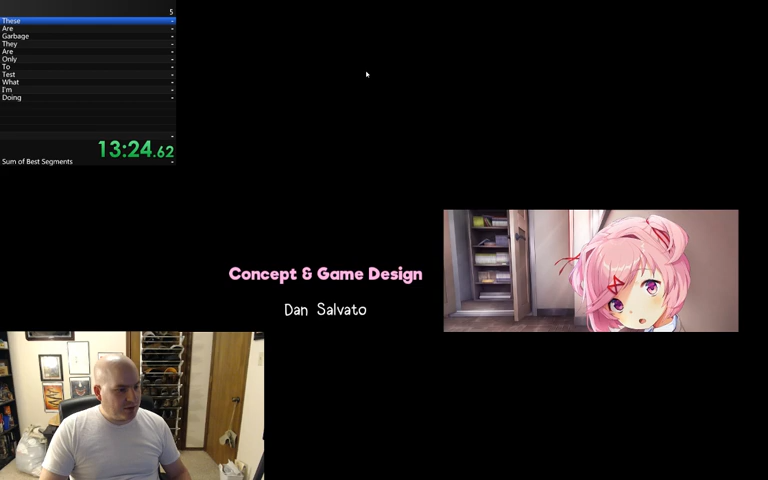 5
These -
Are -
Garbage -
They -
Are -
Only -
To -
Test -
What -
I'm -
Doing -
-
13:24.62
Sum of Best Segments -
Concept & Game Design
Dan Salvato